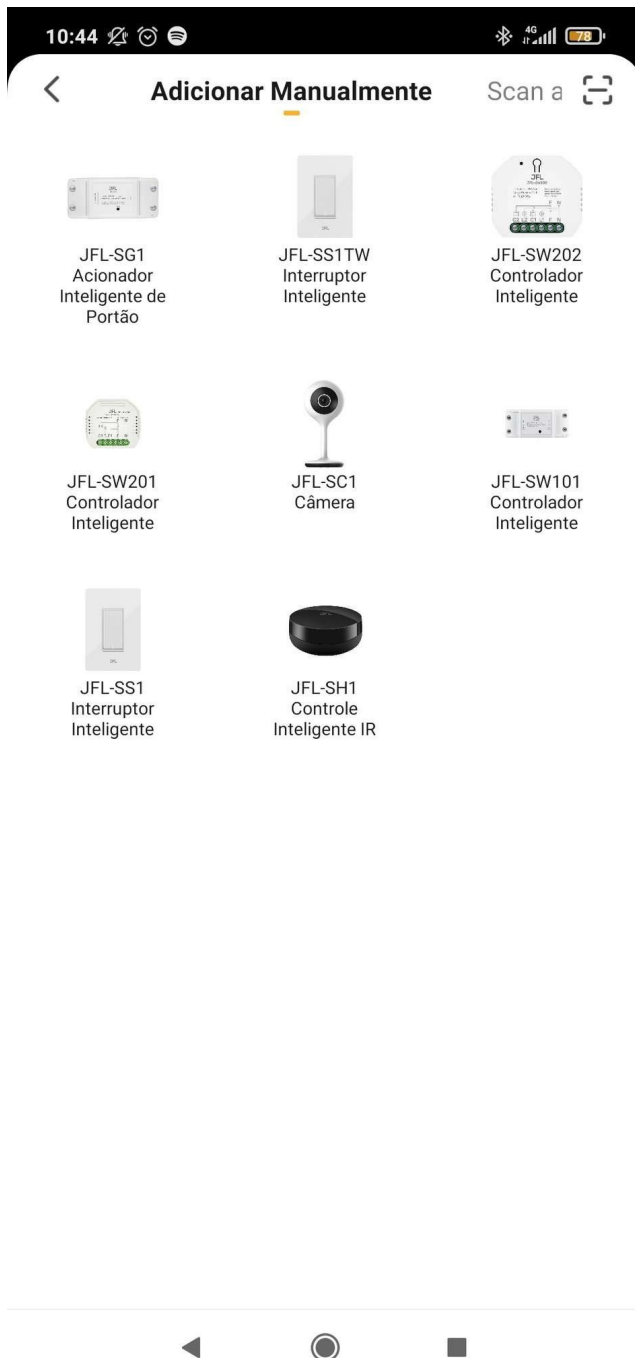 10:44
4G
78
Adicionar Manualmente
Scan a
JFL-SG1
Acionador
Inteligente de
Portão
JFL-SS1TW
Interruptor
Inteligente
JFL
JFL-SW202
Controlador
Inteligente
JFL-SW201
Controlador
Inteligente
JFL-SC1
Câmera
JFL-SW101
Controlador
Inteligente
JFL-SS1
Interruptor
Inteligente
JFL-SH1
Controle
Inteligente IR